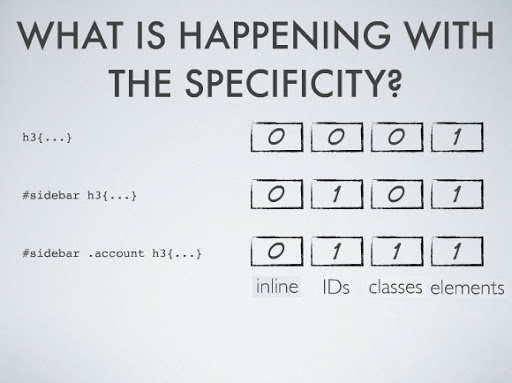 WHAT IS HAPPENING WITH
THE SPECIFICITY?
h3{...} 0 0 0 1
#sidebar h3{...} 0 1 0 1
#sidebar .account h3{...} 0 1 1 1
inline IDs classes elements